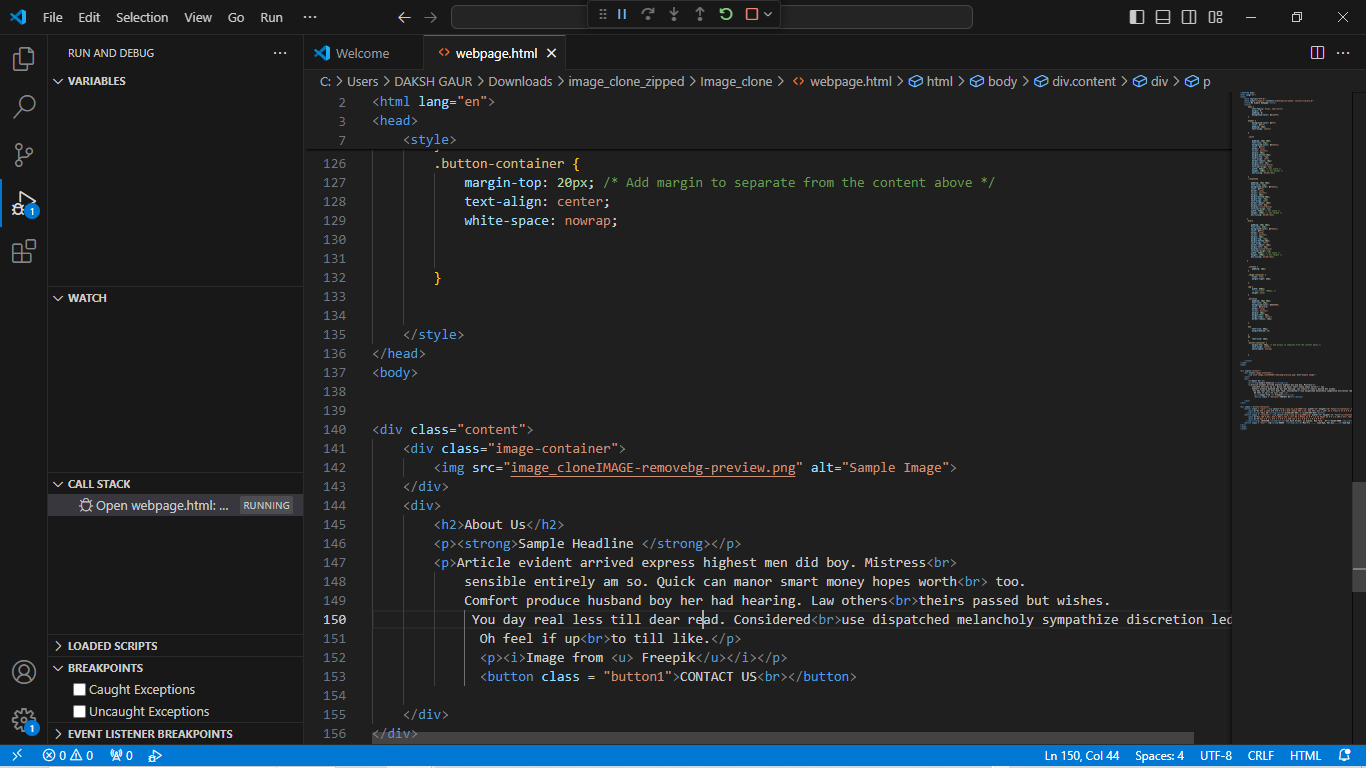 File Edit Selection View Go Run ···
RUN AND DEBUG ···
VARIABLES
WATCH
CALL STACK
Open webpage.html: ... RUNNING
LOADED SCRIPTS
BREAKPOINTS
Caught Exceptions
Uncaught Exceptions
EVENT LISTENER BREAKPOINTS
1
1
Welcome webpage.html
C: > Users > DAKSH GAUR > Downloads > image_clone_zipped > Image_clone > webpage.html > html > body > div.content > div > p
2 <html lang="en">
3 <head>
7 <style>
126 .button-container {
127 margin-top: 20px; /* Add margin to separate from the content above */
128 text-align: center;
129 white-space: nowrap;
130
131
132 }
133
134
135 </style>
136 </head>
137 <body>
138
139
140 <div class="content">
141 <div class="image-container">
142 <img src="image_cloneIMAGE-removebg-preview.png" alt="Sample Image">
143 </div>
144 <div>
145 <h2>About Us</h2>
146 <p><strong>Sample Headline </strong></p>
147 <p>Article evident arrived express highest men did boy. Mistress<br>
148 sensible entirely am so. Quick can manor smart money hopes worth<br> too.
149 Comfort produce husband boy her had hearing. Law others<br>theirs passed but wishes.
150 You day real less till dear read. Considered<br>use dispatched melancholy sympathize discretion led
151 Oh feel if up<br>to till like.</p>
152 <p><i>Image from <u> Freepik</u></i></p>
153 <button class = "button1">CONTACT US<br></button>
154
155 </div>
156 </div>
0 0 0 Ln 150, Col 44 Spaces: 4 UTF-8 CRLF HTML